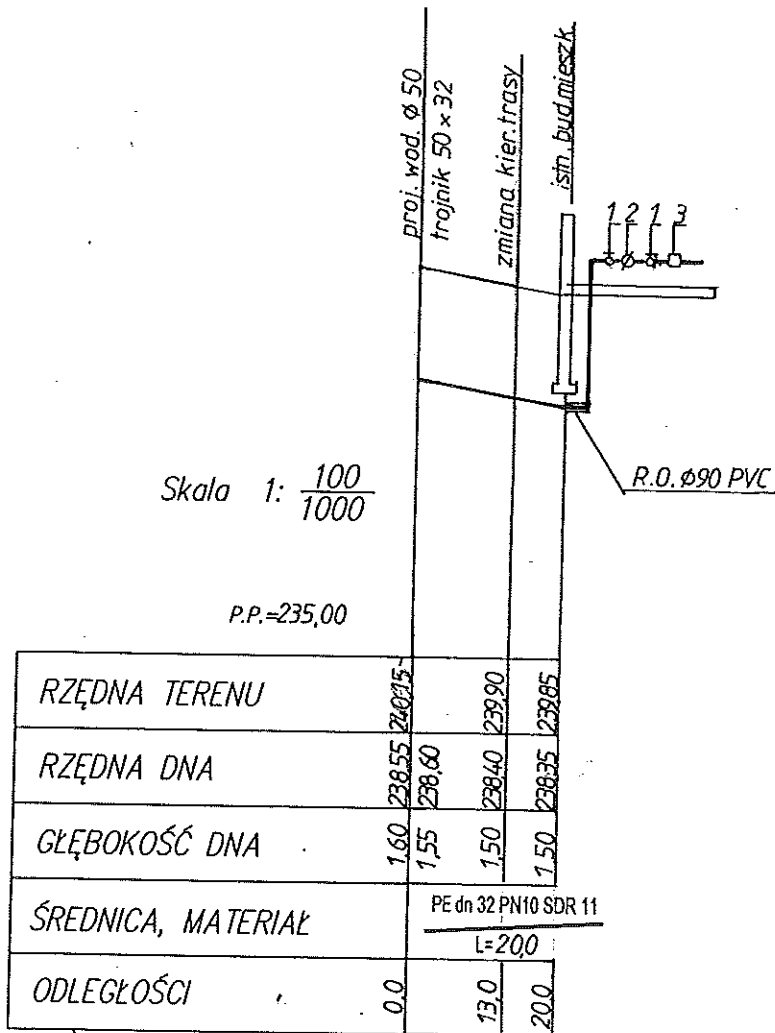 proj. wod. φ 50
trojnik 50 x 32
zmiana kier.trasy
istn. bud.mieszk.
1 2 1 3
R.O. φ90 PVC
Skala 1: 100/1000
P.P.=235,00
RZĘDNA TERENU 240,15 239,90 239,85
RZĘDNA DNA 238,55 238,60 238,40 238,35
GŁĘBOKOŚĆ DNA 1,60 1,55 1,50 1,50
ŚREDNICA, MATERIAŁ PE dn 32 PN10 SDR 11
L=20,0
ODLEGŁOŚCI 0,0 13,0 20,0